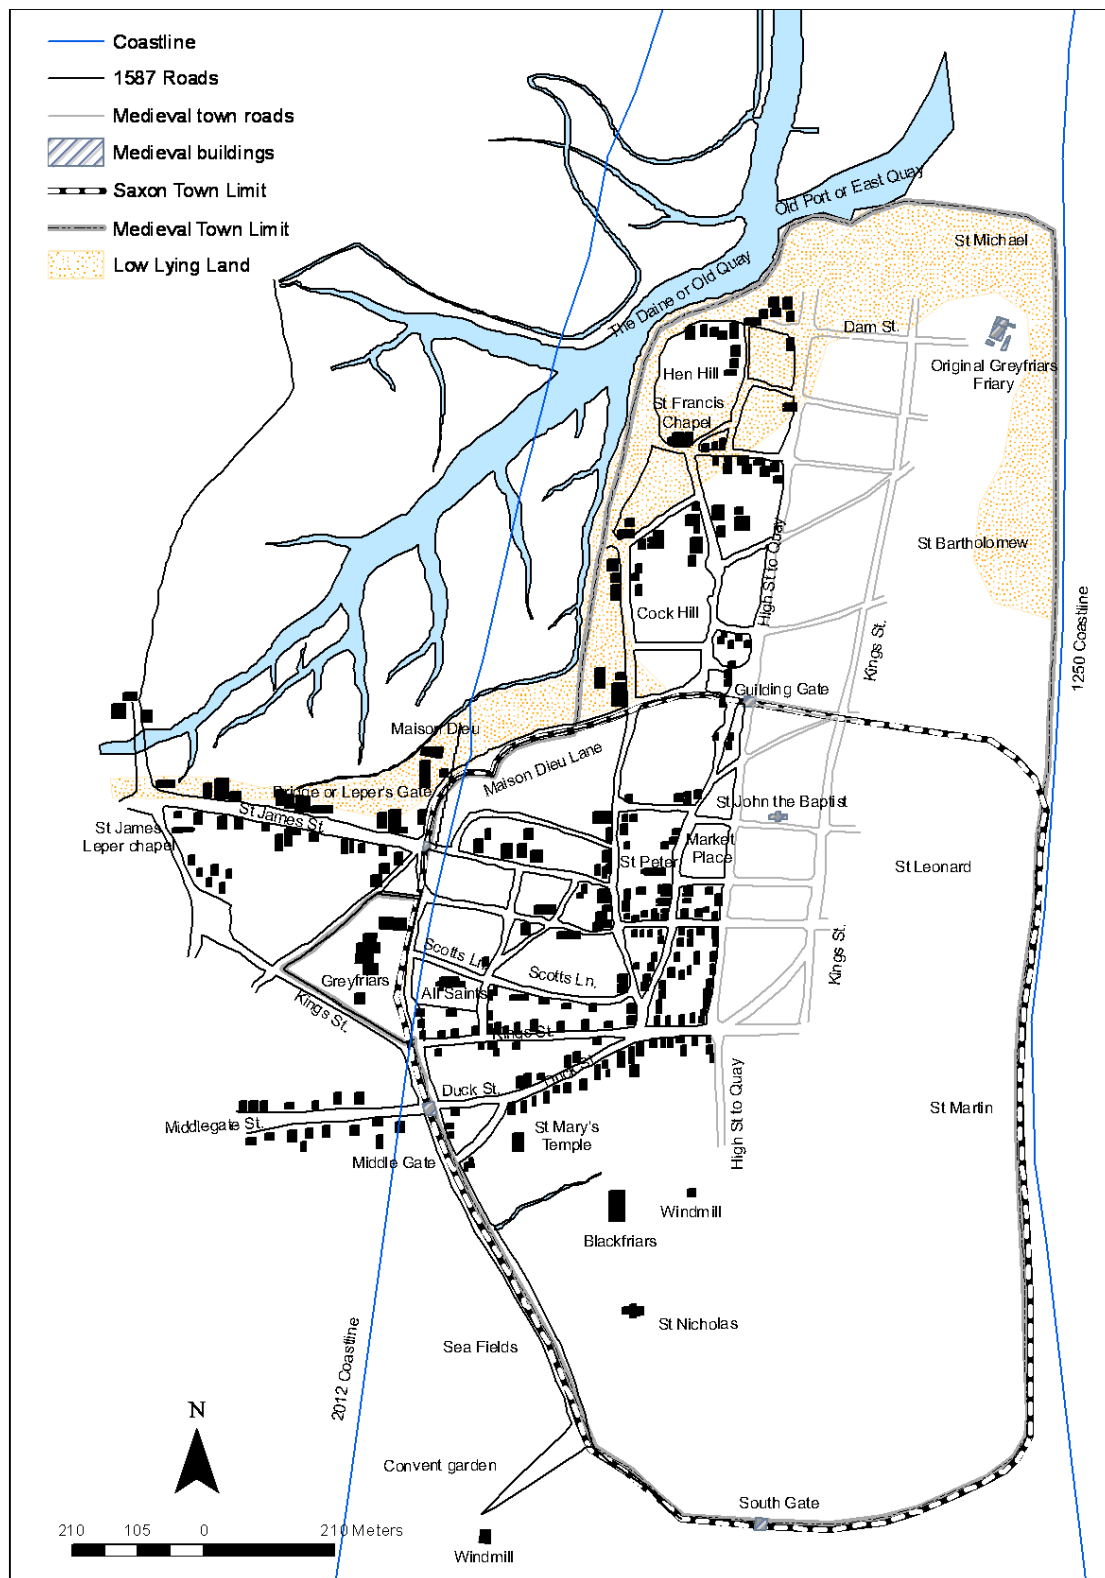 Coastline
1587 Roads
Medieval town roads
Medieval buildings
Saxon Town Limit
Medieval Town Limit
Low Lying Land
Old Port or East Quay
St Michael
The Daine or Old Quay
Dam St.
Original Greyfriars
Friary
Hen Hill
St Francis
Chapel
High St to Quay
St Bartholomew
Cock Hill
Kings St.
1250 Coastline
Guilding Gate
Maison Dieu
Maison Dieu Lane
Bridge or Leper's Gate
St James St.
St John the Baptist
St James
Leper chapel
Market
Place
St Peter
St Leonard
Scotts Ln.
Scotts Ln.
Kings St.
Greyfriars
All Saints
Kings St.
Kings St.
Duck St.
Duck St.
Middlegate St.
St Mary's
Temple
St Martin
High St to Quay
Middle Gate
Windmill
Blackfriars
St Nicholas
Sea Fields
2012 Coastline
N
Convent garden
South Gate
210 105 0 210 Meters
Windmill